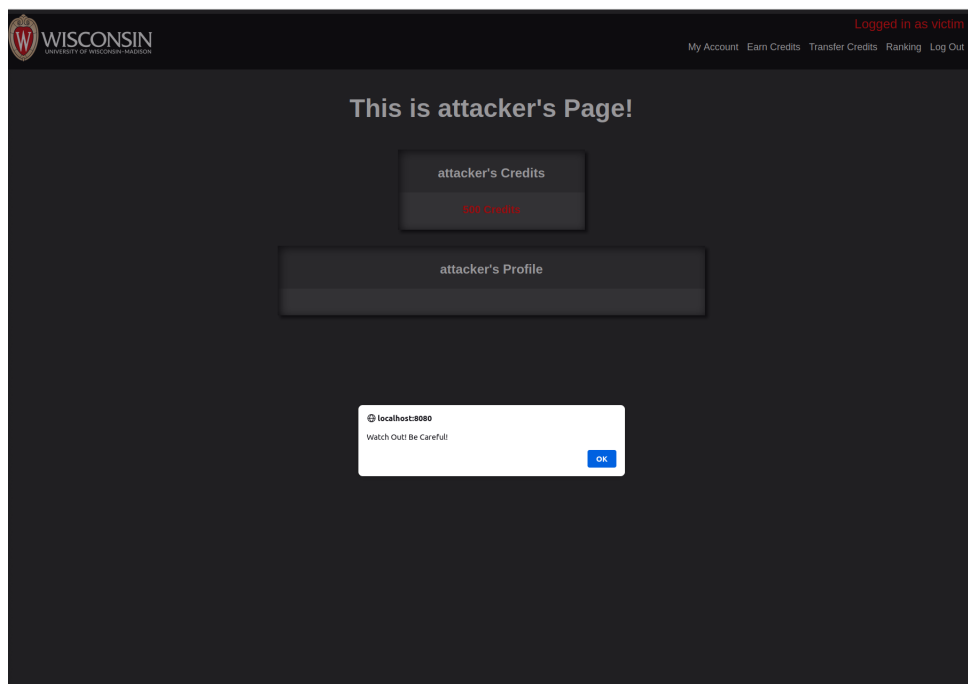 Logged in as victim
WISCONSIN
UNIVERSITY OF WISCONSIN–MADISON
My Account Earn Credits Transfer Credits Ranking Log Out
This is attacker's Page!
attacker's Credits
Credits
attacker's Profile
localhost:8080
Watch Out! Be Careful!
OK